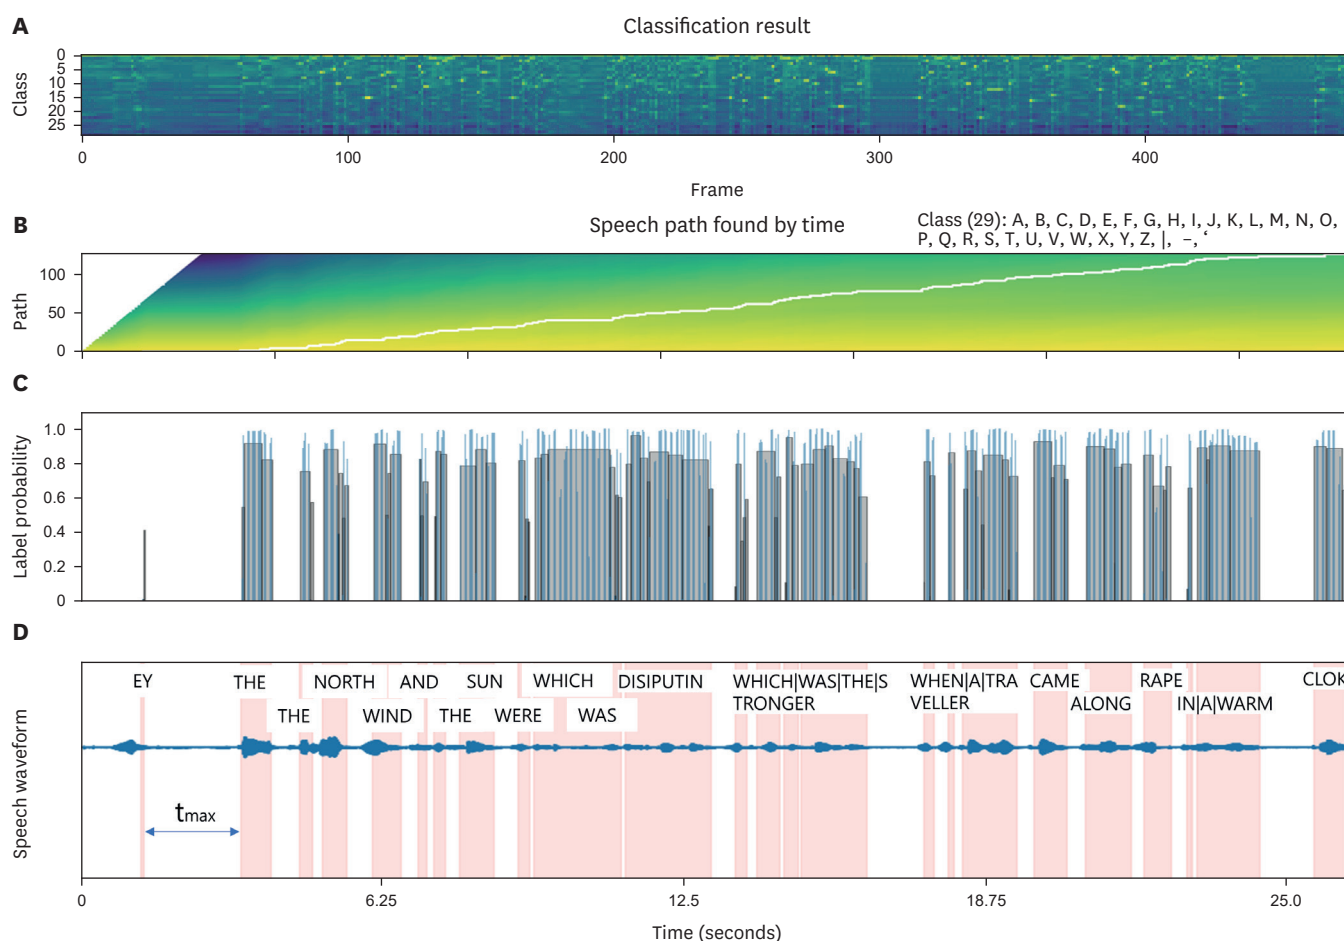 A
Classification result
Class
0
5
10
15
20
25
0
100
200
300
400
Frame
B
Speech path found by time
Class (29): A, B, C, D, E, F, G, H, I, J, K, L, M, N, O,
P, Q, R, S, T, U, V, W, X, Y, Z, |, –, ‘
Path
100
50
0
C
Label probability
1.0
0.8
0.6
0.4
0.2
0
D
Speech waveform
EY THE NORTH AND SUN WHICH DISIPUTIN WHICH|WAS|THE|S WHEN|A|TRA CAME RAPE CLOK
THE WIND THE WERE WAS TRONGER VELLER ALONG IN|A|WARM
tmax
0
6.25
12.5
18.75
25.0
Time (seconds)